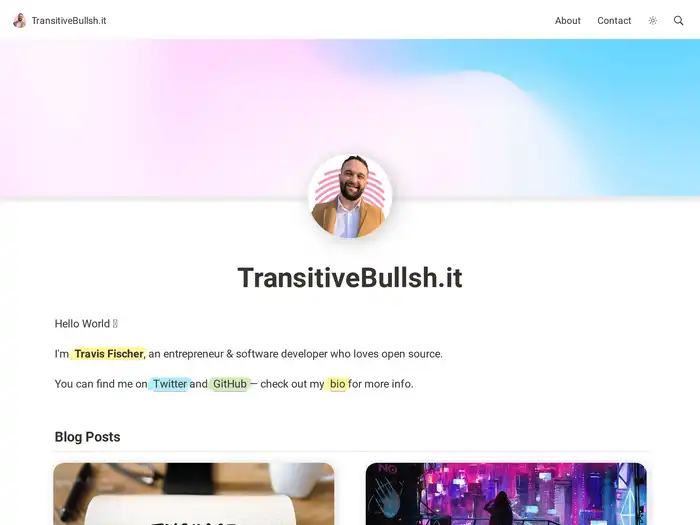 TransitiveBullsh.it About Contact
TransitiveBullsh.it
Hello World
I'm Travis Fischer, an entrepreneur & software developer who loves open source.
You can find me on Twitter and GitHub — check out my bio for more info.
Blog Posts